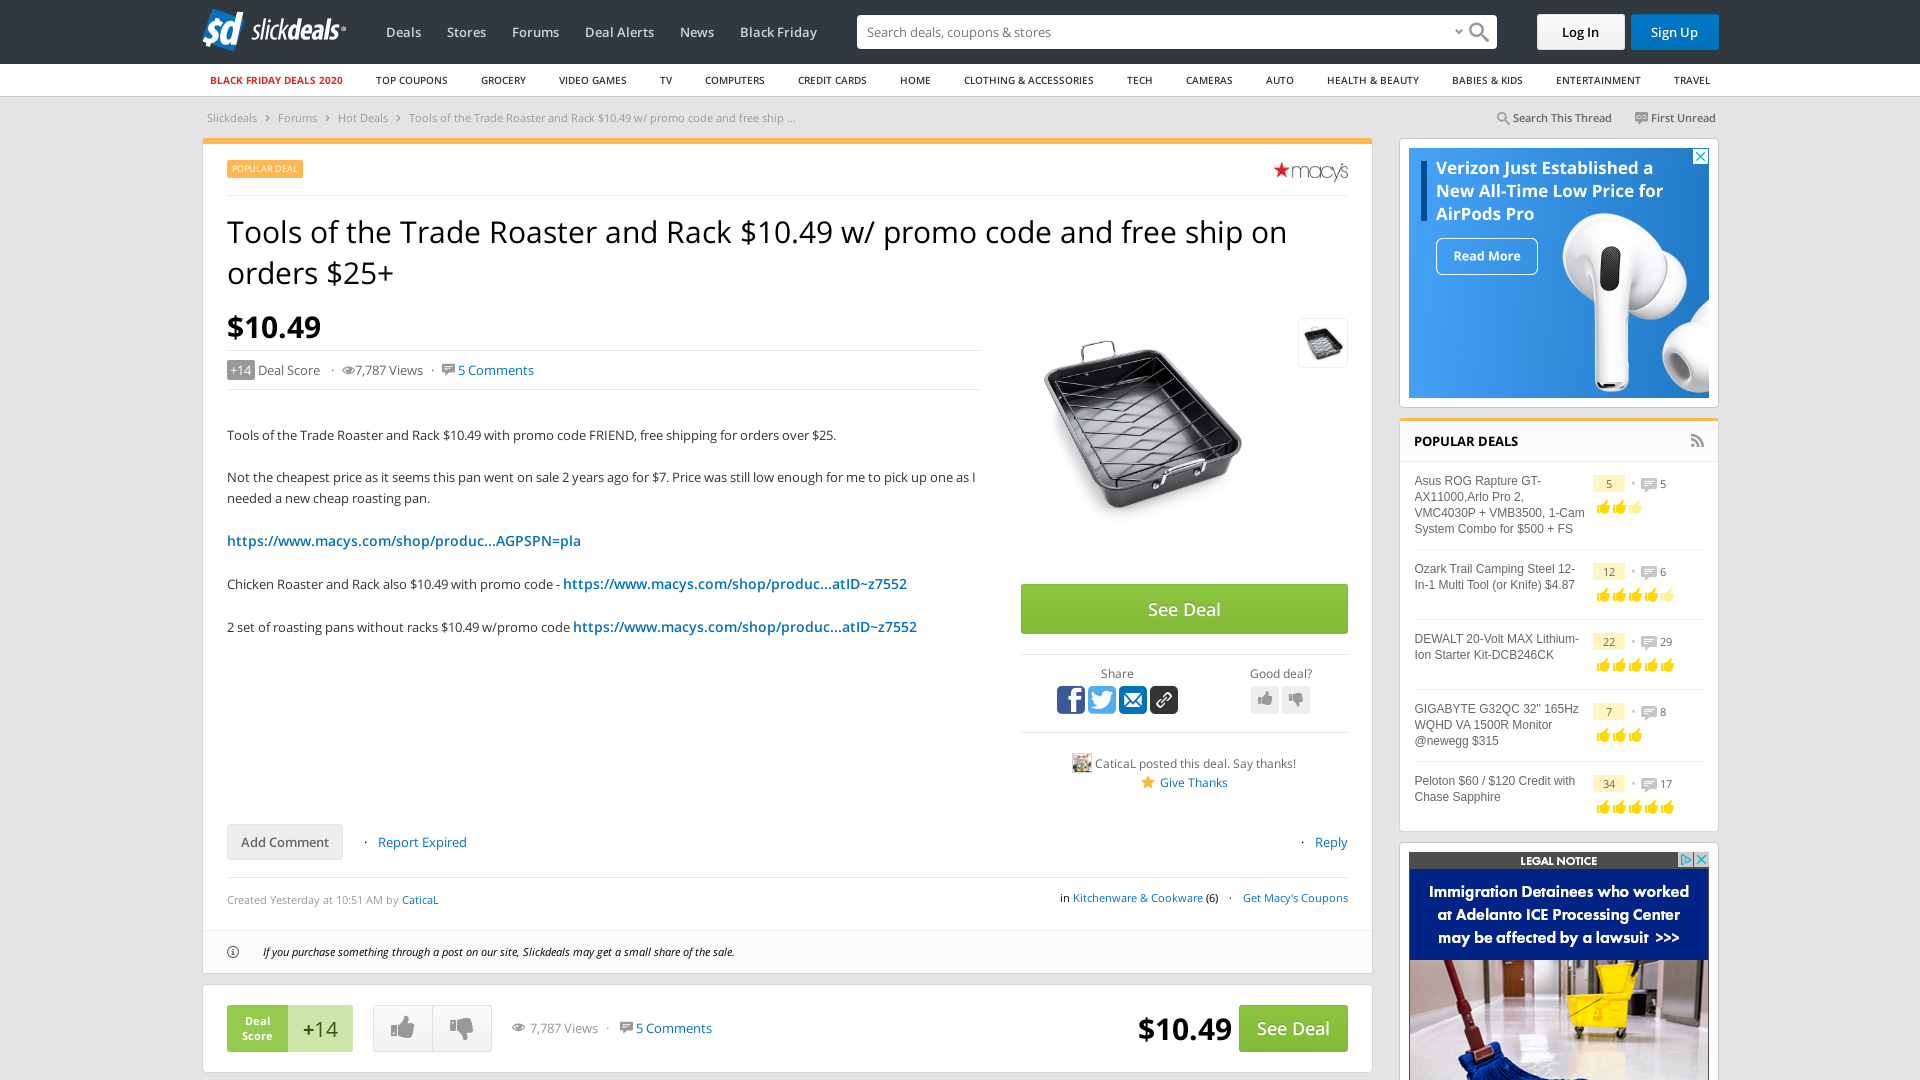 slickdeals
Deals
Stores
Forums
Deal Alerts
News
Black Friday
Search deals, coupons & stores
Log In
Sign Up
BLACK FRIDAY DEALS 2020
TOP COUPONS
GROCERY
VIDEO GAMES
TV
COMPUTERS
CREDIT CARDS
HOME
CLOTHING & ACCESSORIES
TECH
CAMERAS
AUTO
HEALTH & BEAUTY
BABIES & KIDS
ENTERTAINMENT
TRAVEL
Slickdeals › Forums › Hot Deals › Tools of the Trade Roaster and Rack $10.49 w/ promo code and free ship ...
Search This Thread
First Unread
POPULAR DEAL
macy's
Tools of the Trade Roaster and Rack $10.49 w/ promo code and free ship on
orders $25+
$10.49
+14 Deal Score · 7,787 Views · 5 Comments
Tools of the Trade Roaster and Rack $10.49 with promo code FRIEND, free shipping for orders over $25.
Not the cheapest price as it seems this pan went on sale 2 years ago for $7. Price was still low enough for me to pick up one as I
needed a new cheap roasting pan.
https://www.macys.com/shop/produc...AGPSPN=pla
Chicken Roaster and Rack also $10.49 with promo code - https://www.macys.com/shop/produc...atID~z7552
2 set of roasting pans without racks $10.49 w/promo code https://www.macys.com/shop/produc...atID~z7552
See Deal
Share
Good deal?
CaticaL posted this deal. Say thanks!
Give Thanks
Add Comment · Report Expired
· Reply
Created Yesterday at 10:51 AM by CaticaL
in Kitchenware & Cookware (6) · Get Macy's Coupons
If you purchase something through a post on our site, Slickdeals may get a small share of the sale.
Deal
Score
+14
7,787 Views · 5 Comments
$10.49
See Deal
Verizon Just Established a
New All-Time Low Price for
AirPods Pro
Read More
POPULAR DEALS
Asus ROG Rapture GT-
AX11000,Arlo Pro 2,
VMC4030P + VMB3500, 1-Cam
System Combo for $500 + FS
5 • 5
Ozark Trail Camping Steel 12-
In-1 Multi Tool (or Knife) $4.87
12 • 6
DEWALT 20-Volt MAX Lithium-
Ion Starter Kit-DCB246CK
22 • 29
GIGABYTE G32QC 32" 165Hz
WQHD VA 1500R Monitor
@newegg $315
7 • 8
Peloton $60 / $120 Credit with
Chase Sapphire
34 • 17
LEGAL NOTICE
Immigration Detainees who worked
at Adelanto ICE Processing Center
may be affected by a lawsuit >>>